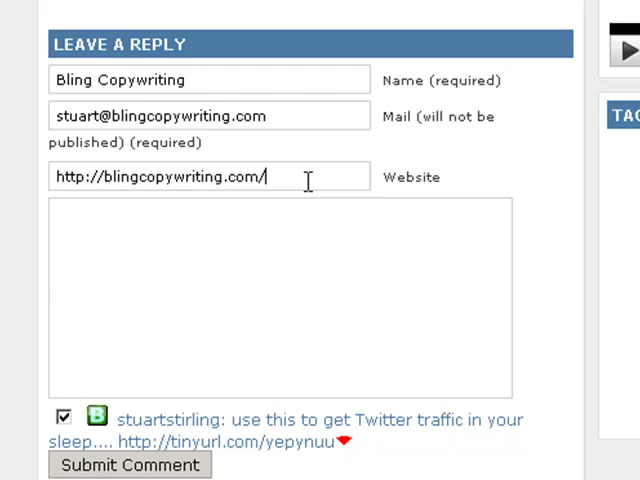 LEAVE A REPLY
Bling Copywriting Name (required)
stuart@blingcopywriting.com Mail (will not be
published) (required)
http://blingcopywriting.com/ Website
TAG
B stuartstirling: use this to get Twitter traffic in your
sleep.... http://tinyurl.com/yepynuu
Submit Comment